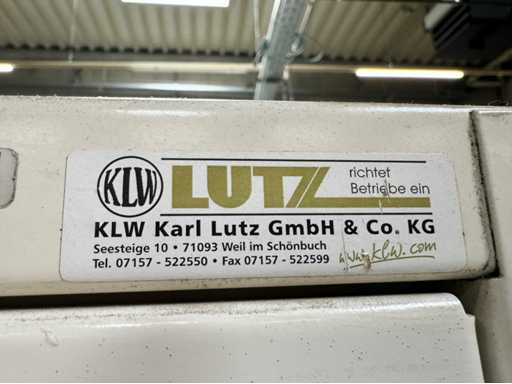 KLW LUTZ richtet
Betriebe ein
KLW Karl Lutz GmbH & Co. KG
Seesteige 10 • 71093 Weil im Schönbuch
Tel. 07157 - 522550 • Fax 07157 - 522599
www.klw.com